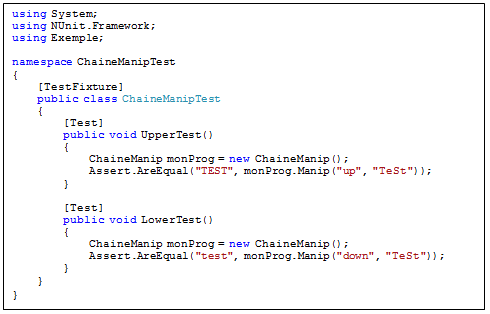 using System;
using NUnit.Framework;
using Exemple;

namespace ChaineManipTest
{
    [TestFixture]
    public class ChaineManipTest
    {
        [Test]
        public void UpperTest()
        {
            ChaineManip monProg = new ChaineManip();
            Assert.AreEqual("TEST", monProg.Manip("up", "TeSt"));
        }

        [Test]
        public void LowerTest()
        {
            ChaineManip monProg = new ChaineManip();
            Assert.AreEqual("test", monProg.Manip("down", "TeSt"));
        }
    }
}